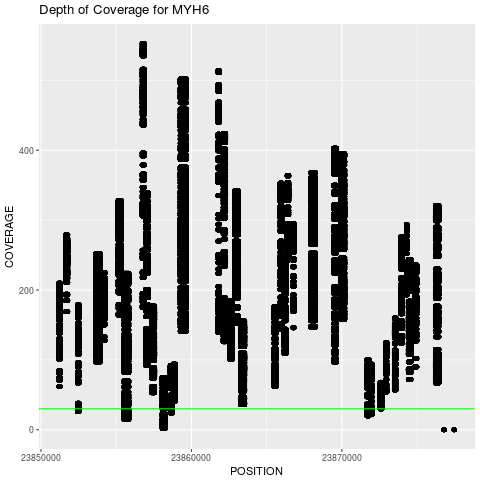 Depth of Coverage for MYH6
COVERAGE
400
200
0
23850000 23860000 23870000
POSITION